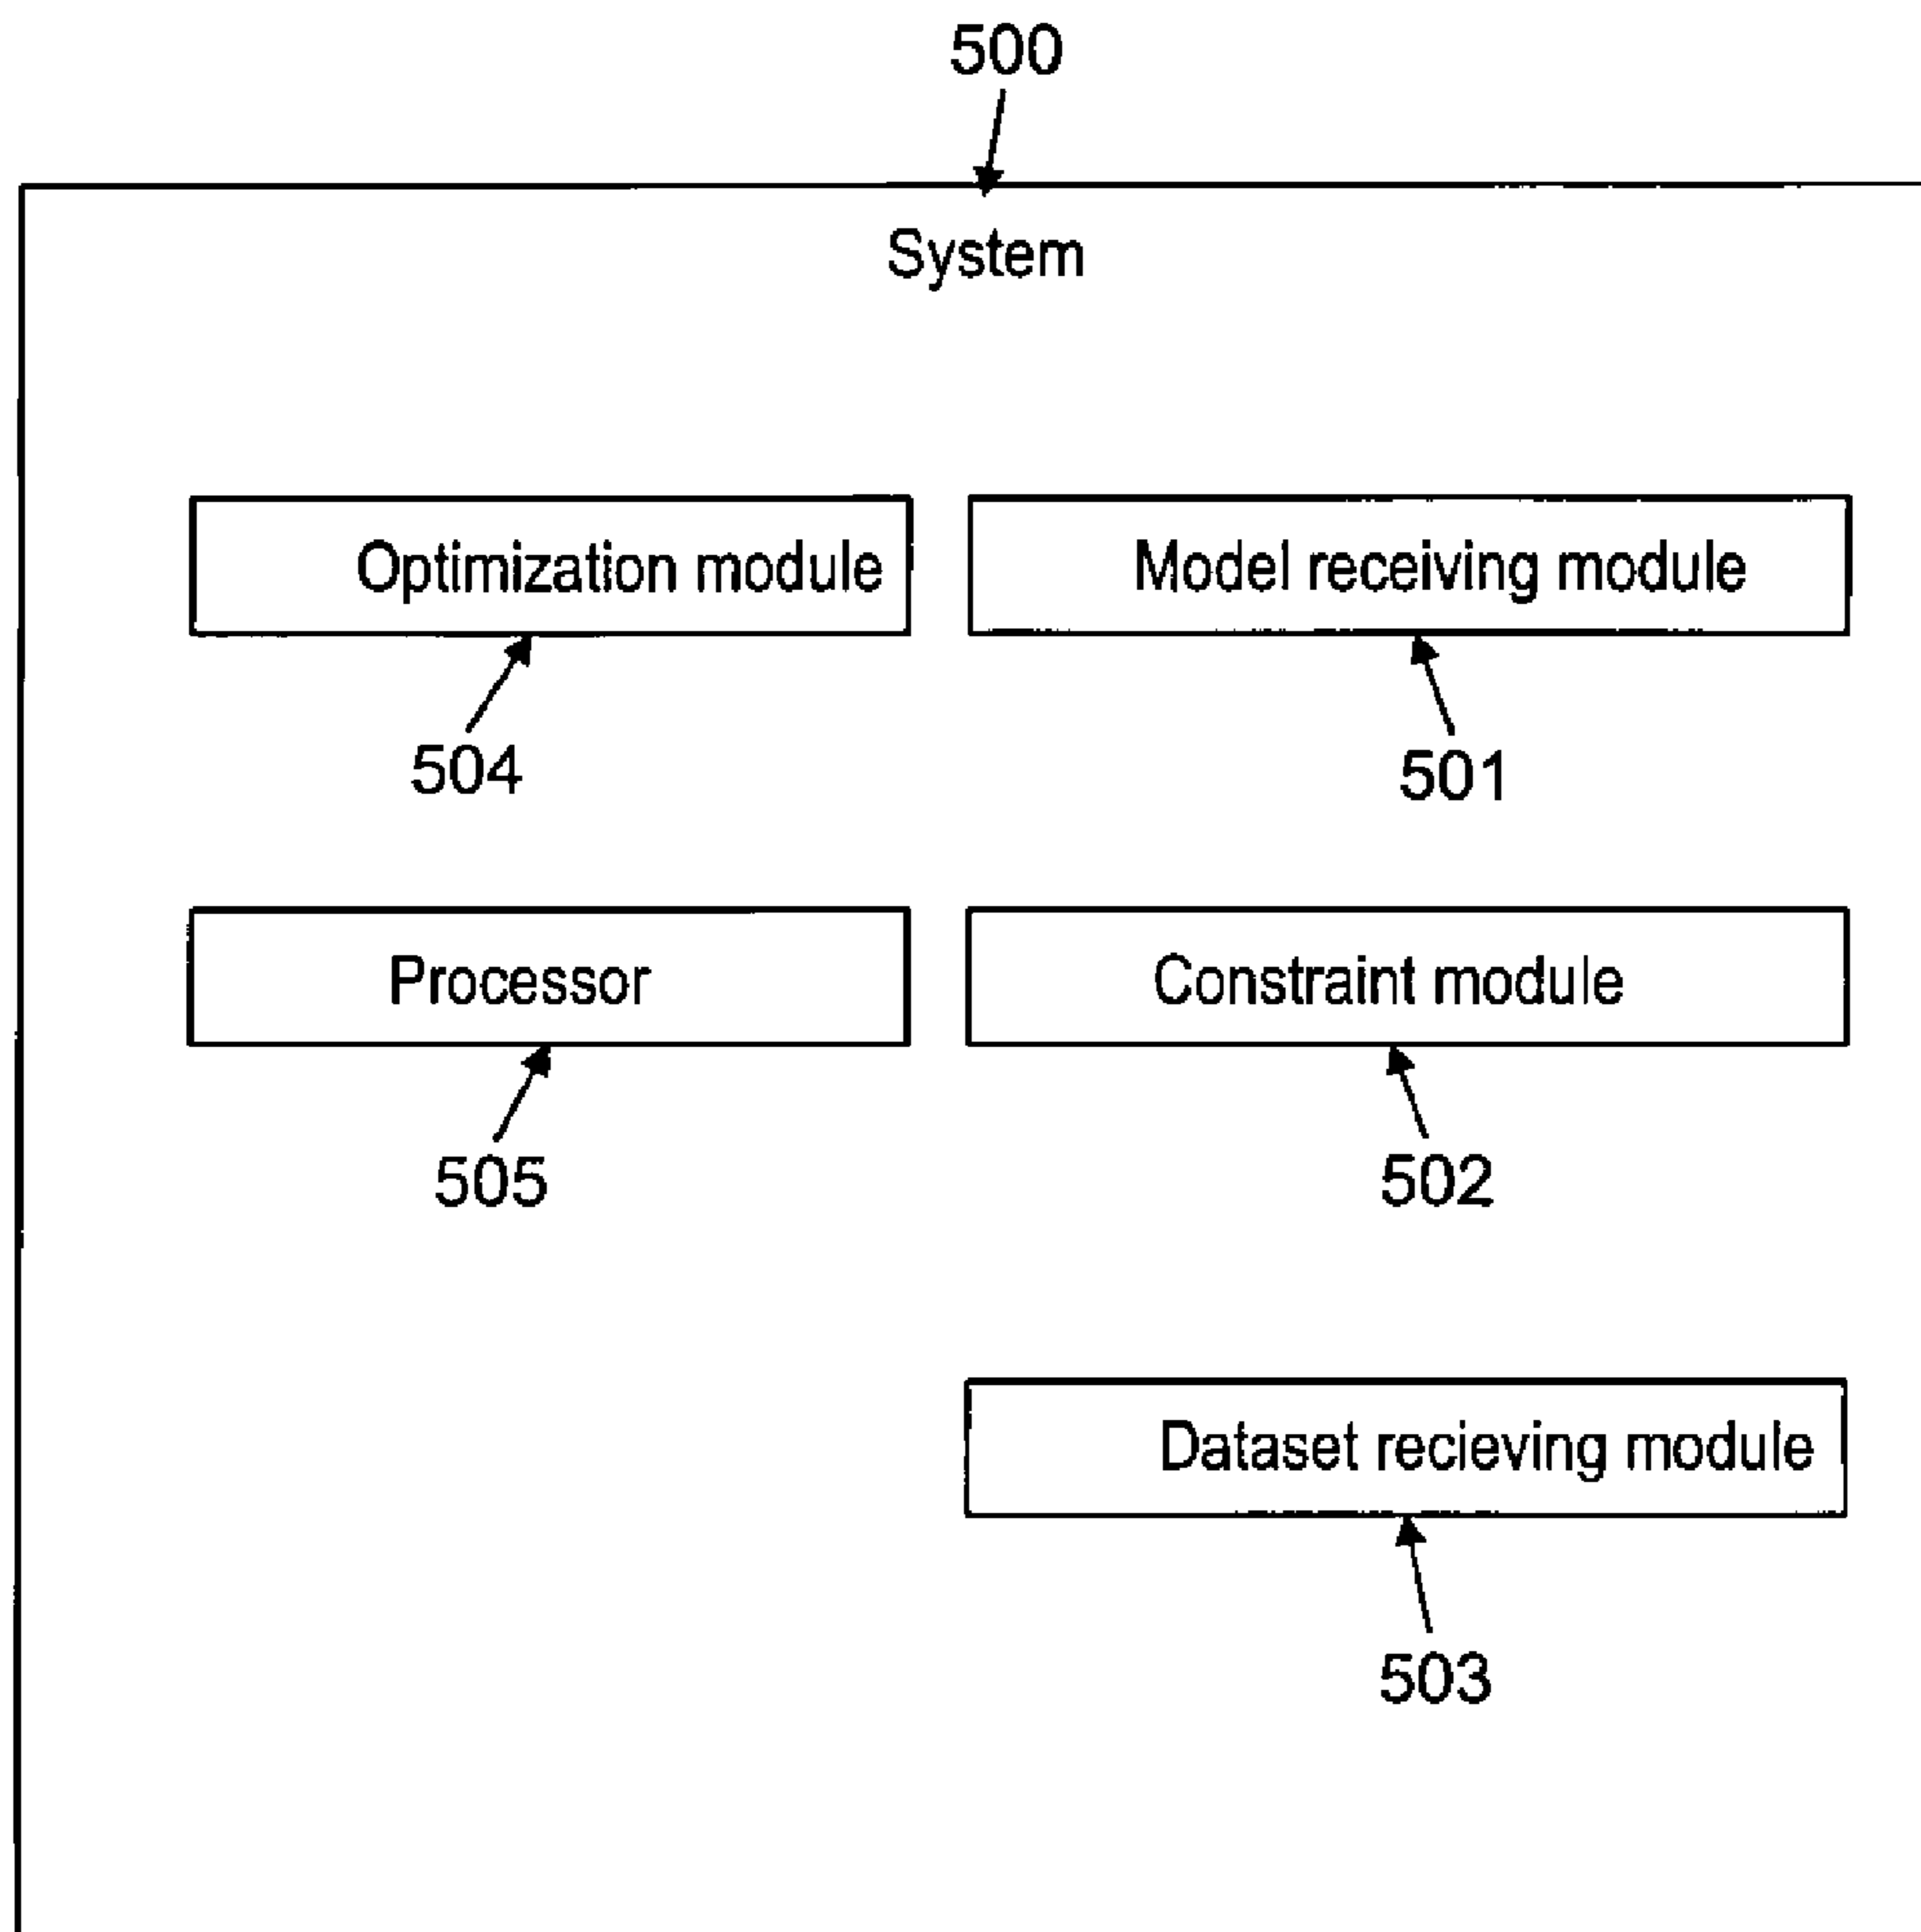 500
System
Optimization module
Model receiving module
504
501
Processor
Constraint module
505
502
Dataset recieving module
503